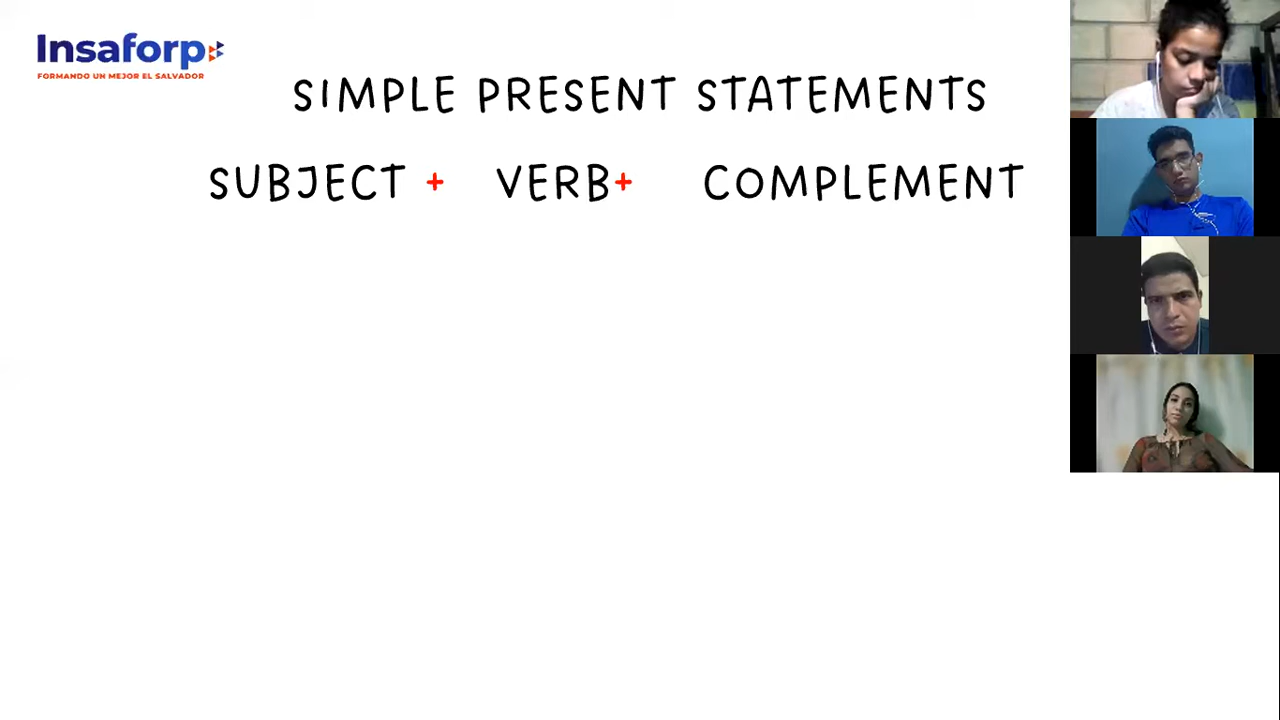 Insaforp
FORMANDO UN MEJOR EL SALVADOR
SIMPLE PRESENT STATEMENTS
SUBJECT + VERB+ COMPLEMENT